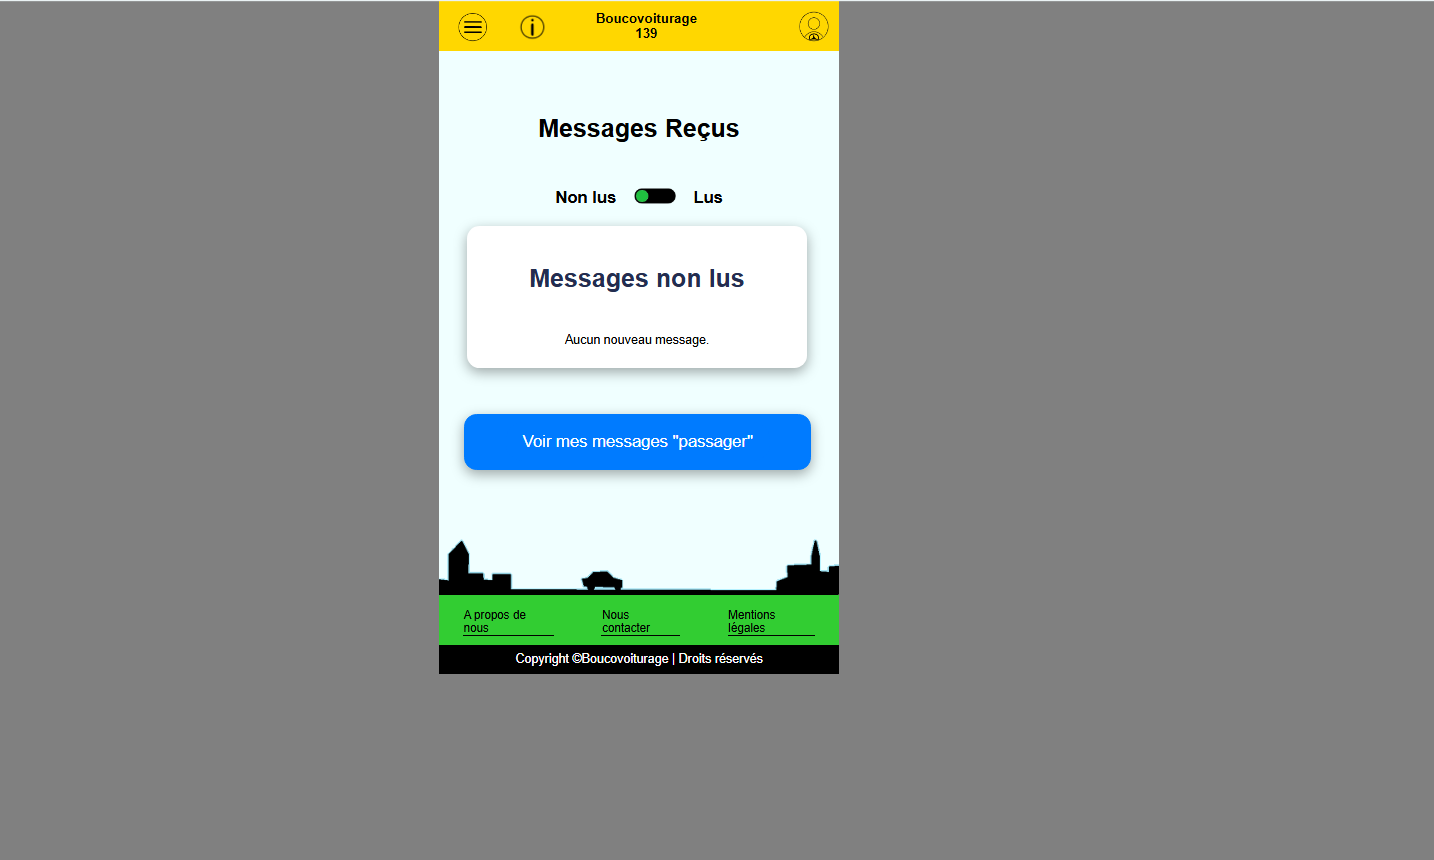 Boucovoiturage
139
Messages Reçus
Non lus Lus
Messages non lus
Aucun nouveau message.
Voir mes messages "passager"
A propos de
nous
Nous
contacter
Mentions
légales
Copyright ©Boucovoiturage | Droits réservés